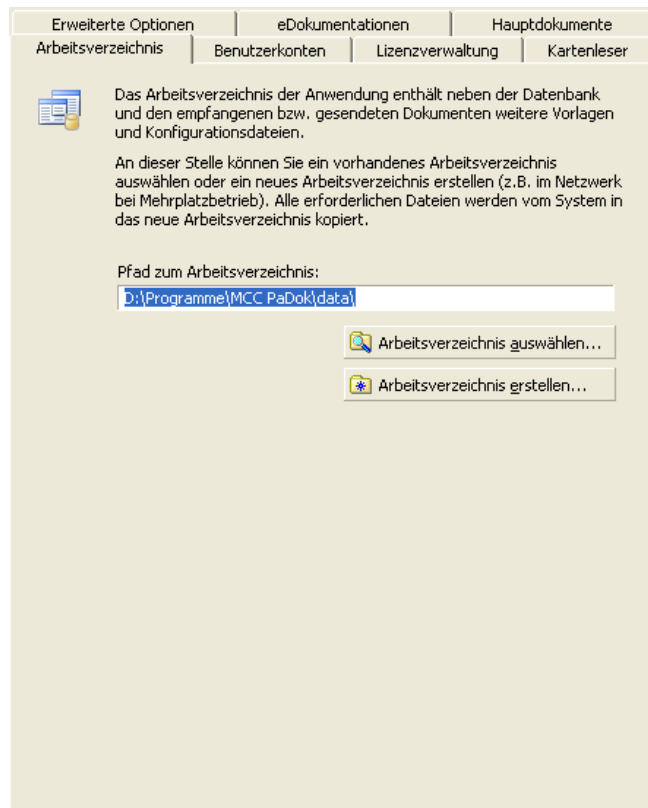 Erweiterte Optionen eDokumentationen Hauptdokumente
Arbeitsverzeichnis Benutzerkonten Lizenzverwaltung Kartenleser
Das Arbeitsverzeichnis der Anwendung enthält neben der Datenbank
und den empfangenen bzw. gesendeten Dokumenten weitere Vorlagen
und Konfigurationsdateien.
An dieser Stelle können Sie ein vorhandenes Arbeitsverzeichnis
auswählen oder ein neues Arbeitsverzeichnis erstellen (z.B. im Netzwerk
bei Mehrplatzbetrieb). Alle erforderlichen Dateien werden vom System in
das neue Arbeitsverzeichnis kopiert.
Pfad zum Arbeitsverzeichnis:
D:\Programme\MCC PaDok\data\
Arbeitsverzeichnis auswählen...
Arbeitsverzeichnis erstellen...